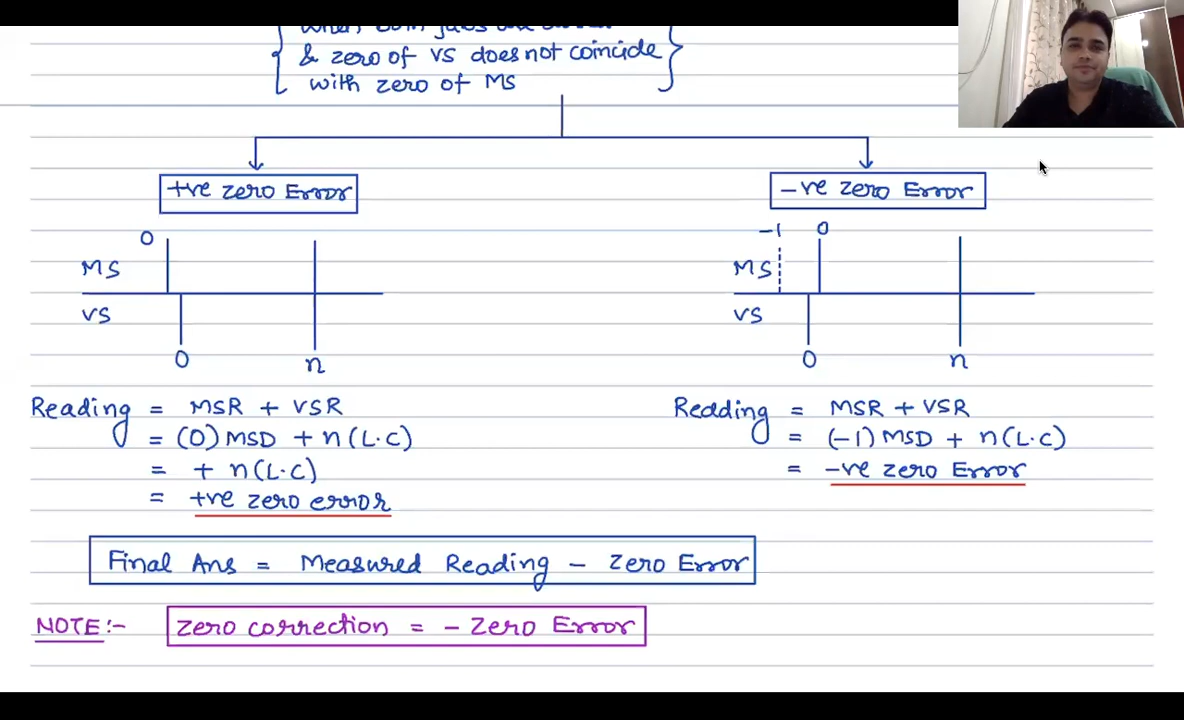 & zero of VS does not coincide
with zero of MS
+ve zero Error
-ve zero Error
0
MS
VS
0 n
-1 0
MS
VS
0 n
Reading = MSR + VSR
= (0) MSD + n(L.C)
= + n(L.C)
= +ve zero error
Reading = MSR + VSR
= (-1) MSD + n(L.C)
= -ve zero Error
Final Ans = Measured Reading - Zero Error
NOTE:- Zero correction = - Zero Error